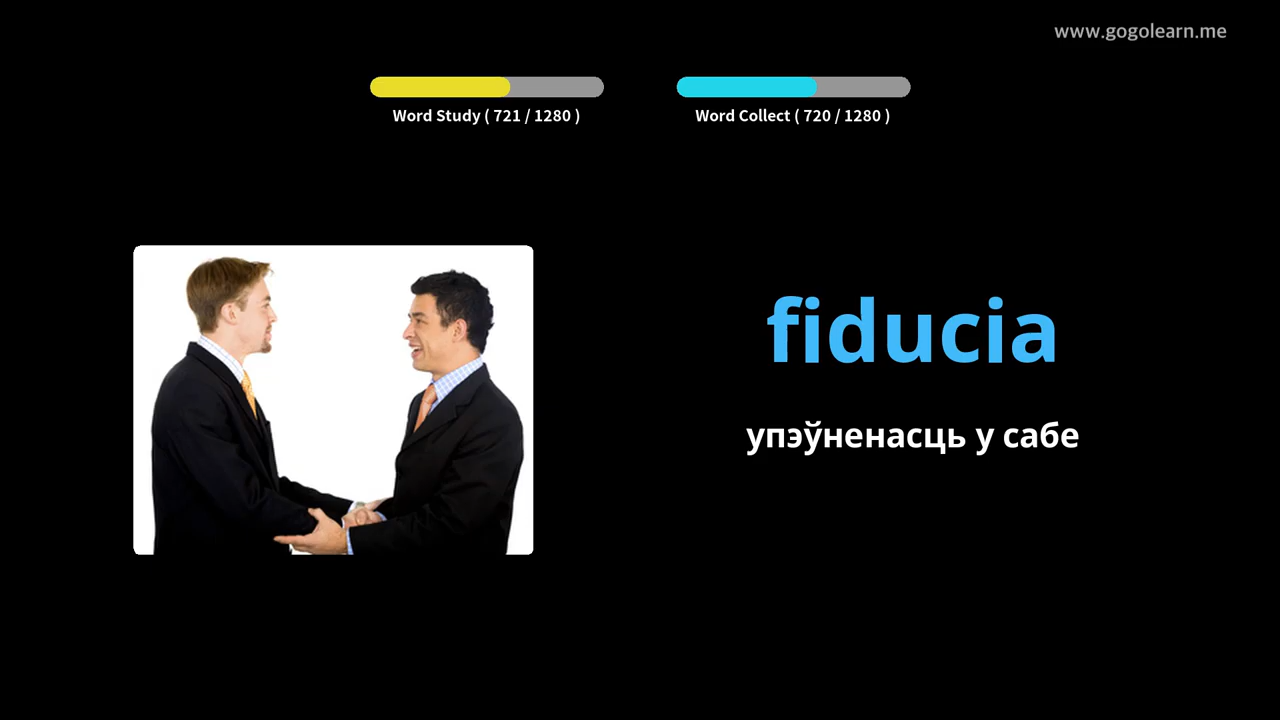 www.gogolearn.me
Word Study ( 721 / 1280 )
Word Collect ( 720 / 1280 )
fiducia
упэўненасць у сабе